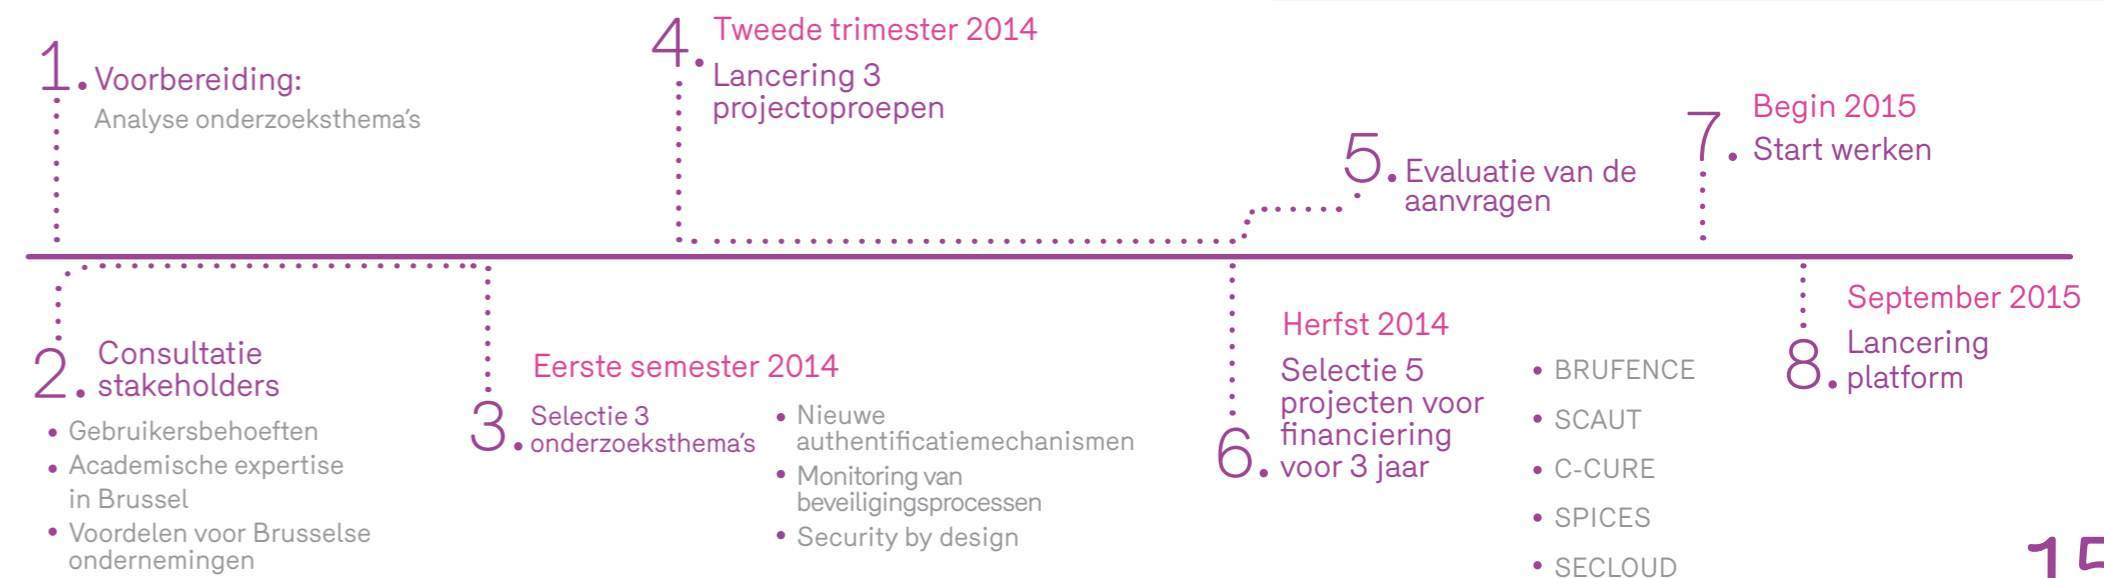 1. Voorbereiding:
Analyse onderzoeksthema's
2. Consultatie
stakeholders
• Gebruikersbehoeften
• Academische expertise
in Brussel
• Voordelen voor Brusselse
ondernemingen
Eerste semester 2014
3. Selectie 3
onderzoeksthema's
• Nieuwe
authentificatiemechanismen
• Monitoring van
beveiligingsprocessen
• Security by design
4. Tweede trimester 2014
Lancering 3
projectoproepen
5. Evaluatie van de
aanvragen
Herfst 2014
6. Selectie 5
projecten voor
financiering
voor 3 jaar
• BRUFENCE
• SCAUT
• C-CURE
• SPICES
• SECLOUD
7. Begin 2015
Start werken
September 2015
8. Lancering
platform
15